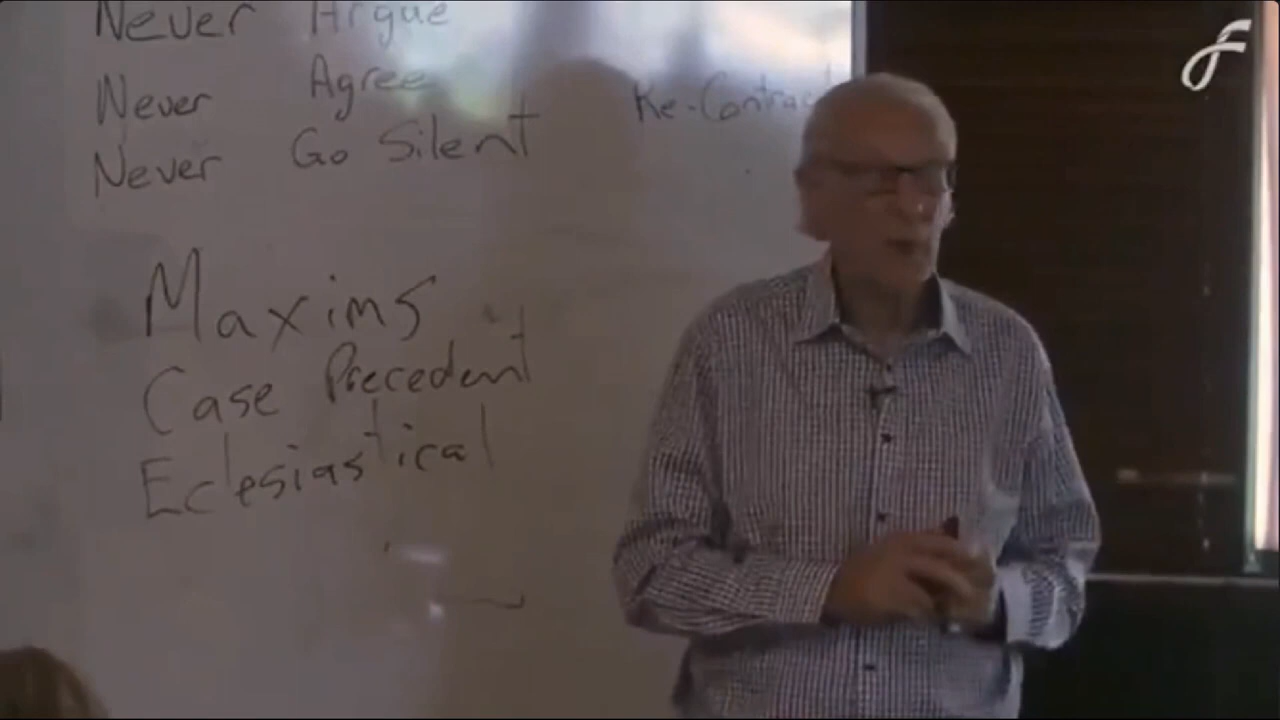 Never Argue
Never Agree
Re-Contract
Never Go Silent
Maxims
Case Precedent
Eclesiastical